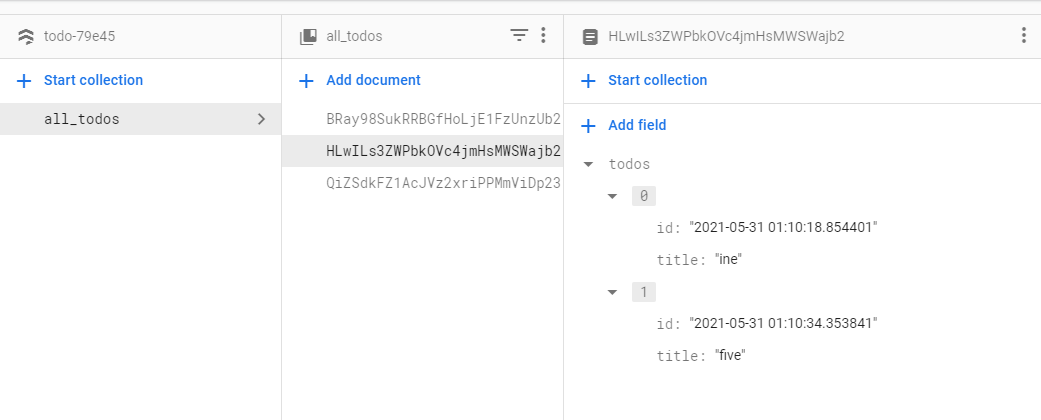 todo-79e45
Start collection
all_todos
all_todos
Add document
BRay98SukRRBGfHoLjE1FzUnzUb2
HLwILs3ZWPbkOVc4jmHsMWSWajb2
QiZSdkFZ1AcJVz2xriPPMmViDp23
HLwILs3ZWPbkOVc4jmHsMWSWajb2
Start collection
Add field
todos
0
id: "2021-05-31 01:10:18.854401"
title: "ine"
1
id: "2021-05-31 01:10:34.353841"
title: "five"